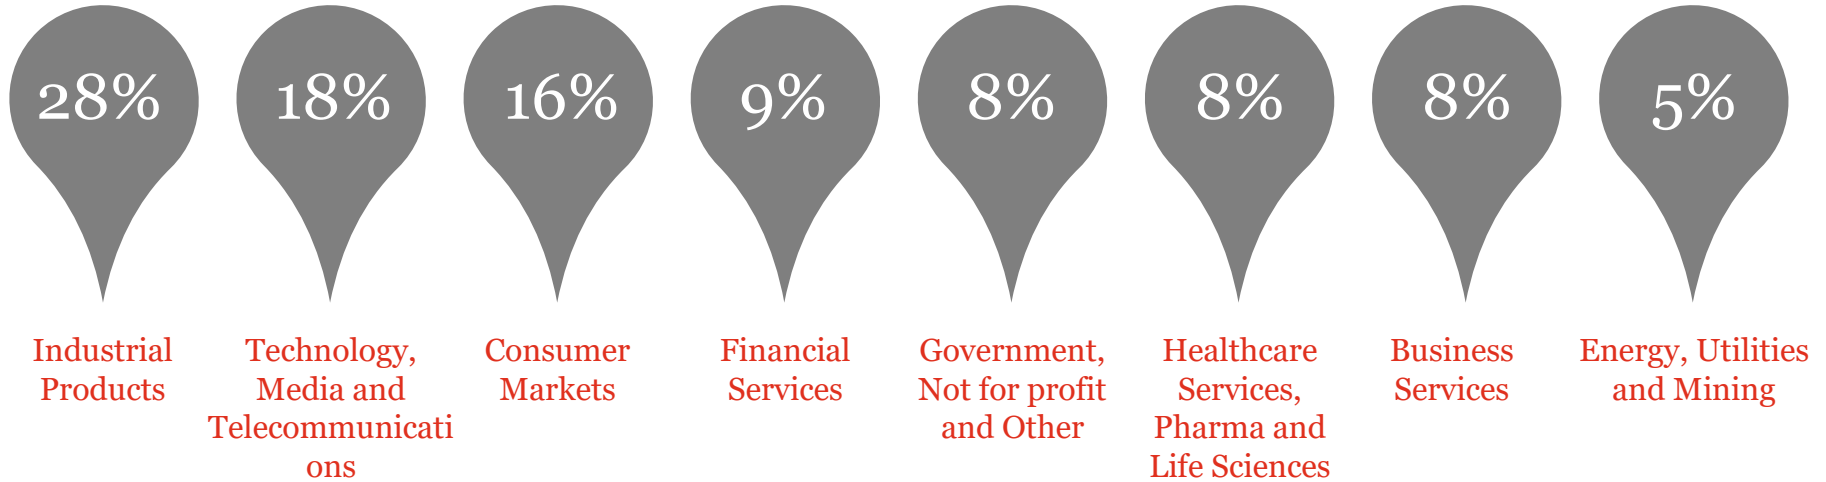 28%
18%
16%
9%
8%
8%
8%
5%
Industrial
Products
Technology,
Media and
Telecommunicati
ons
Consumer
Markets
Financial
Services
Government,
Not for profit
and Other
Healthcare
Services,
Pharma and
Life Sciences
Business
Services
Energy, Utilities
and Mining